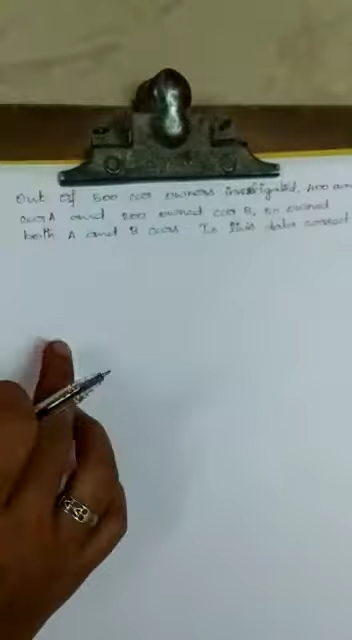 Out of 500 car owners investigated, 400 own
car A and 200 owned car B, 50 owned
both A and B cars. Is this data correct